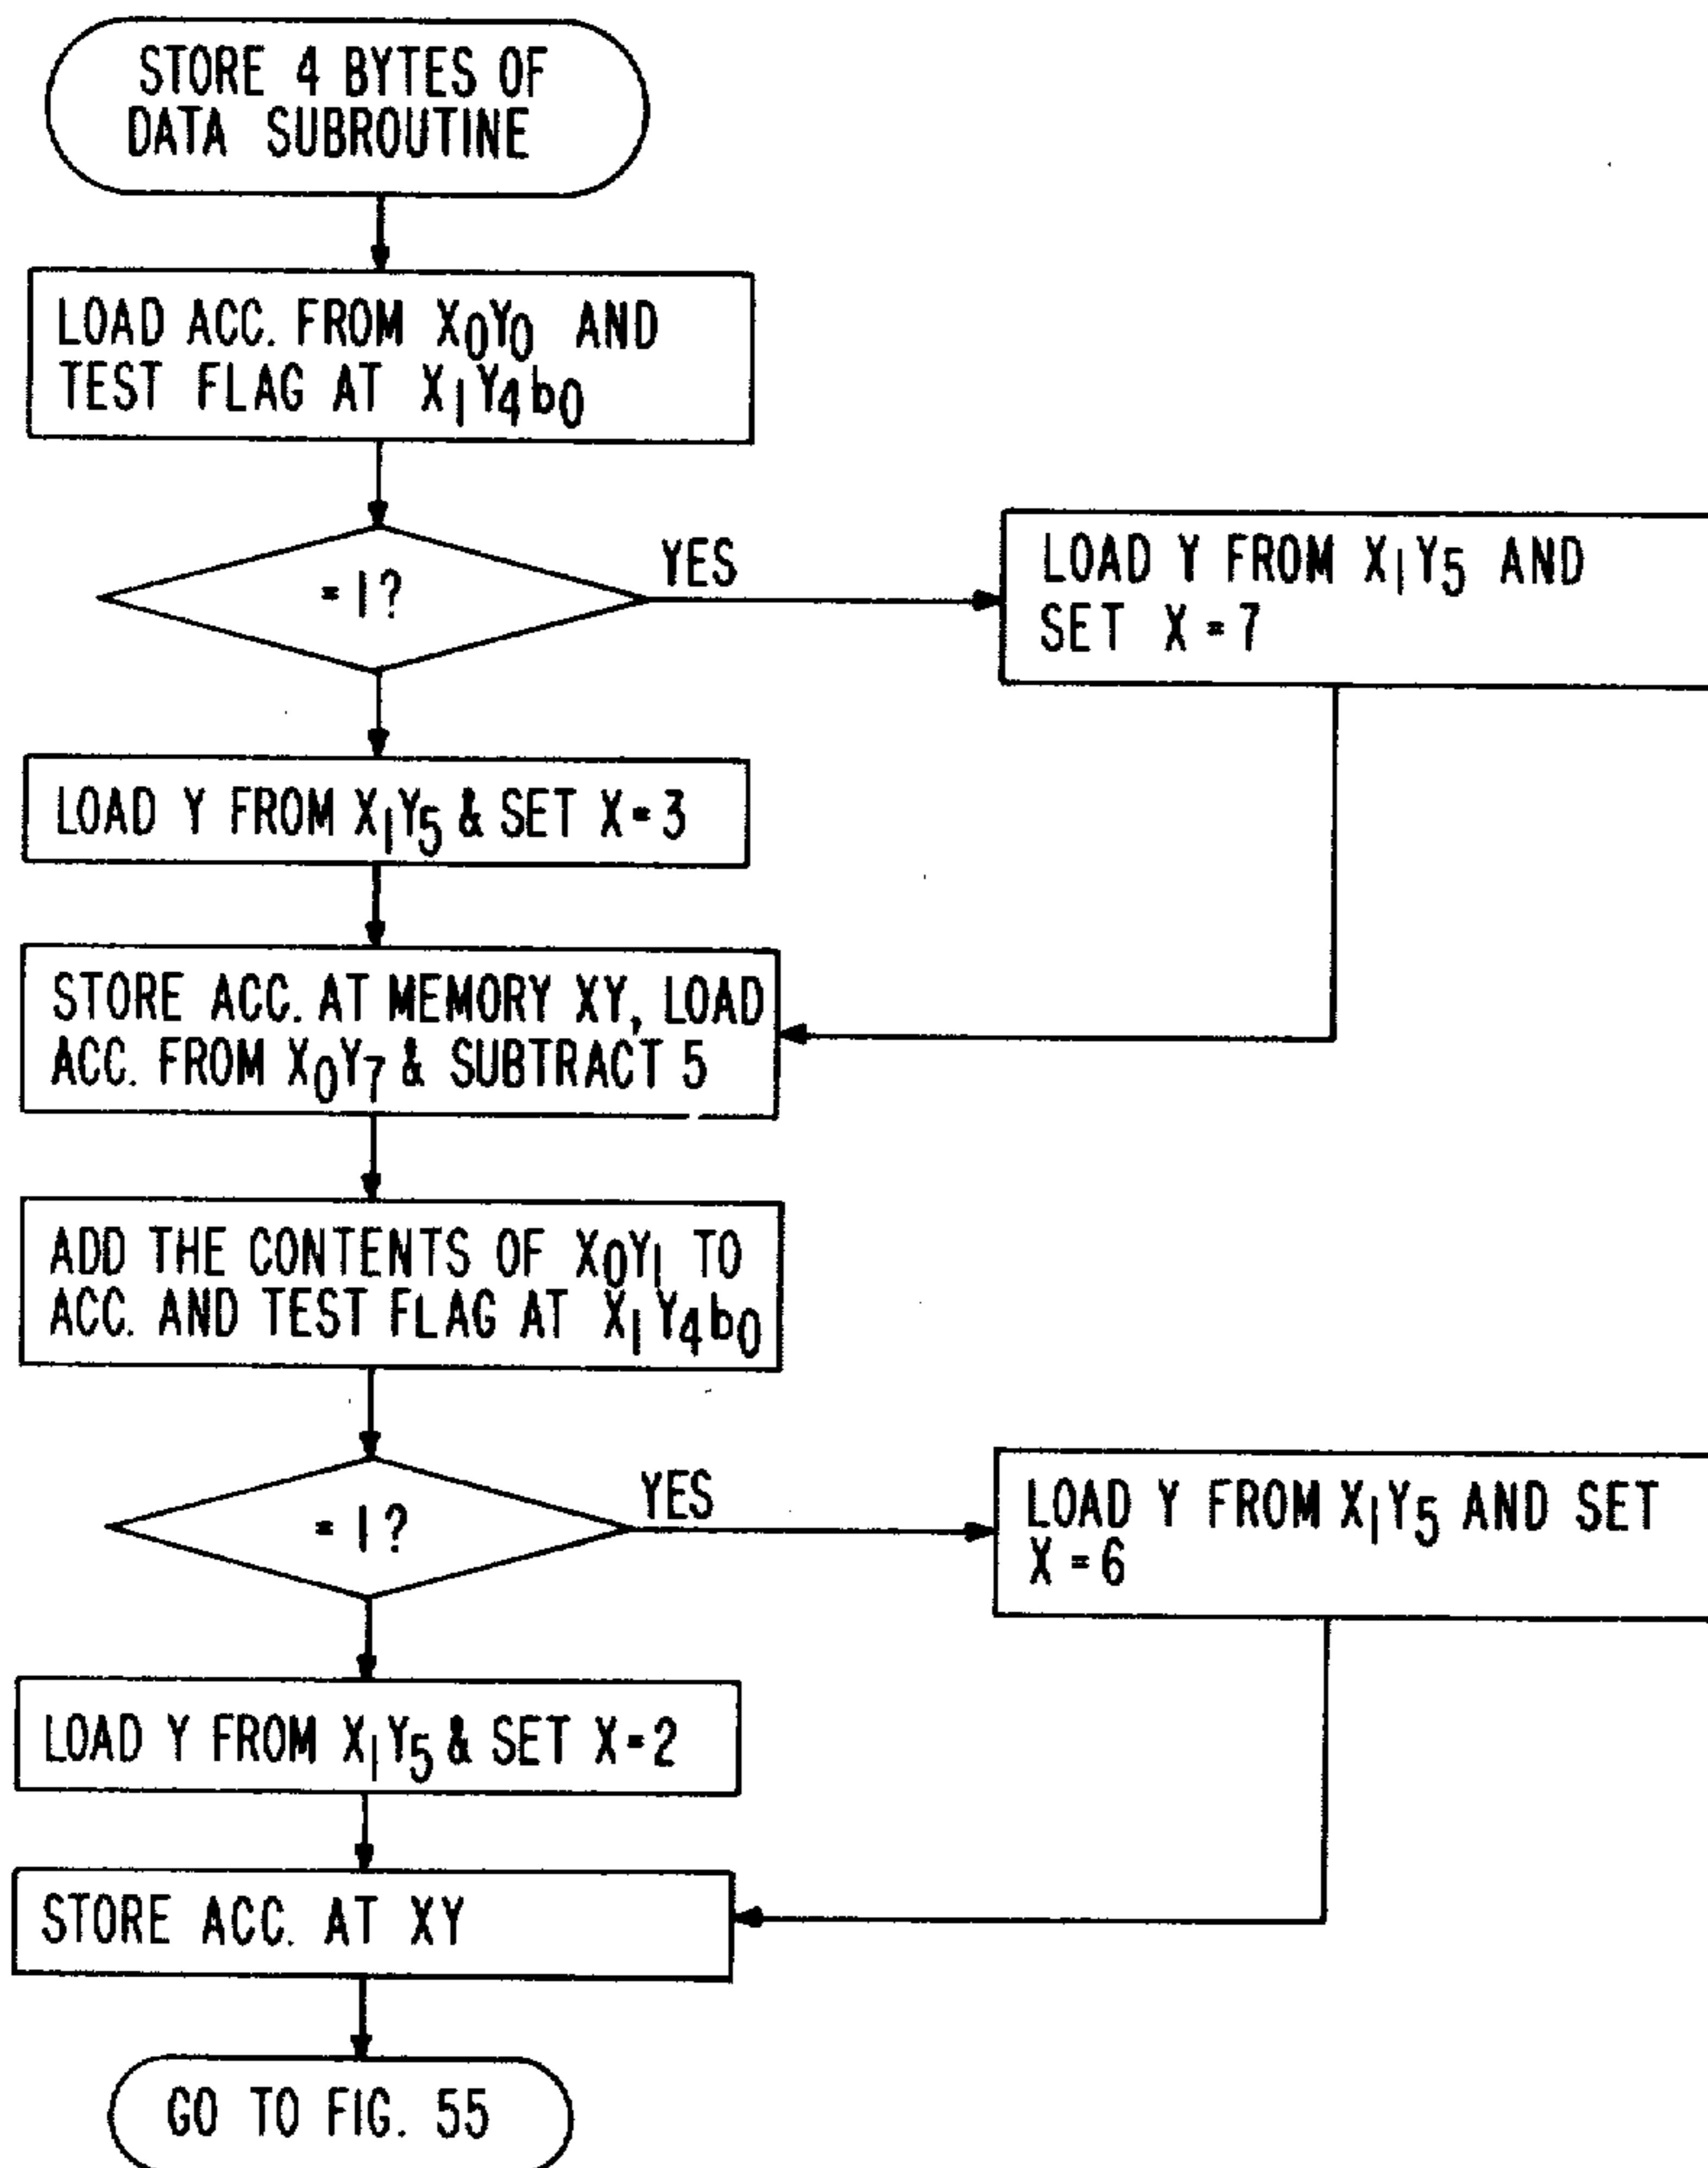 STORE 4 BYTES OF
DATA SUBROUTINE
LOAD ACC. FROM X₀Y₀ AND
TEST FLAG AT X₁Y₄b₀
= 1?
YES
LOAD Y FROM X₁Y₅ AND
SET X = 7
LOAD Y FROM X₁Y₅ & SET X = 3
STORE ACC. AT MEMORY XY, LOAD
ACC. FROM X₀Y₇ & SUBTRACT 5
ADD THE CONTENTS OF X₀Y₁ TO
ACC. AND TEST FLAG AT X₁Y₄b₀
= 1?
YES
LOAD Y FROM X₁Y₅ AND SET
X = 6
LOAD Y FROM X₁Y₅ & SET X = 2
STORE ACC. AT XY
GO TO FIG. 55